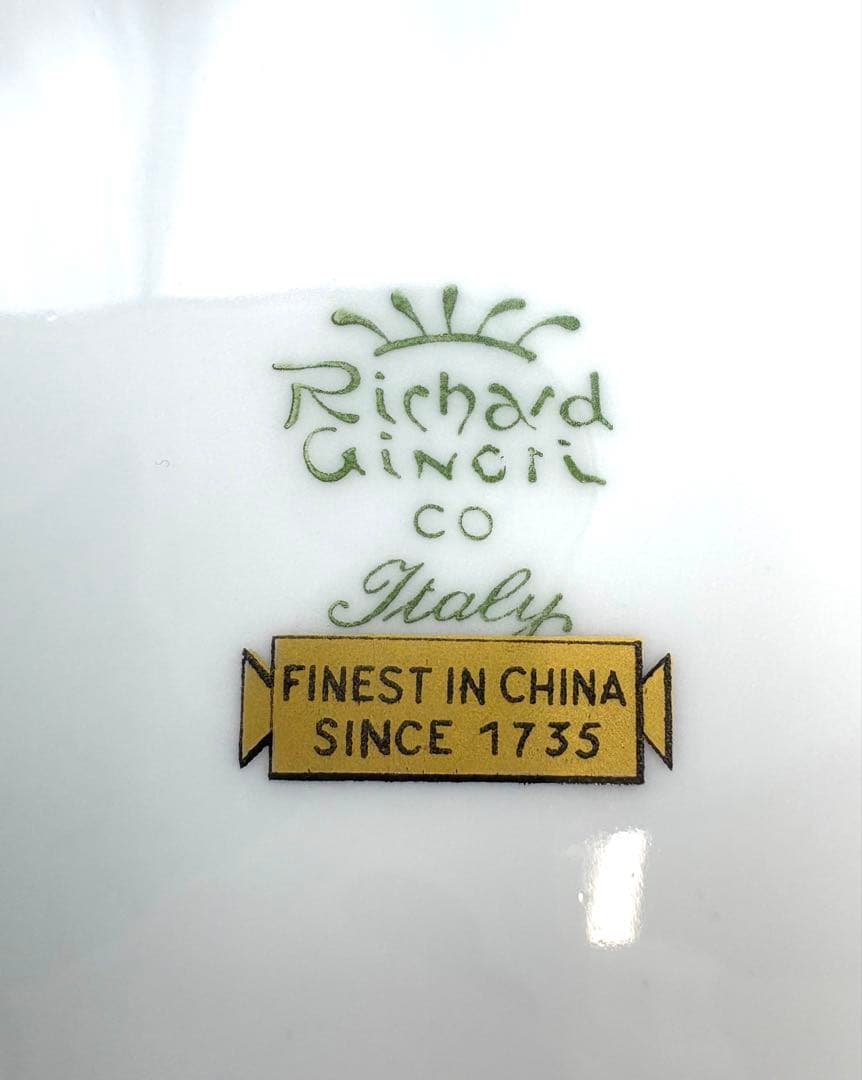 Richard
Ginori
CO
Italy
FINEST IN CHINA
SINCE 1735